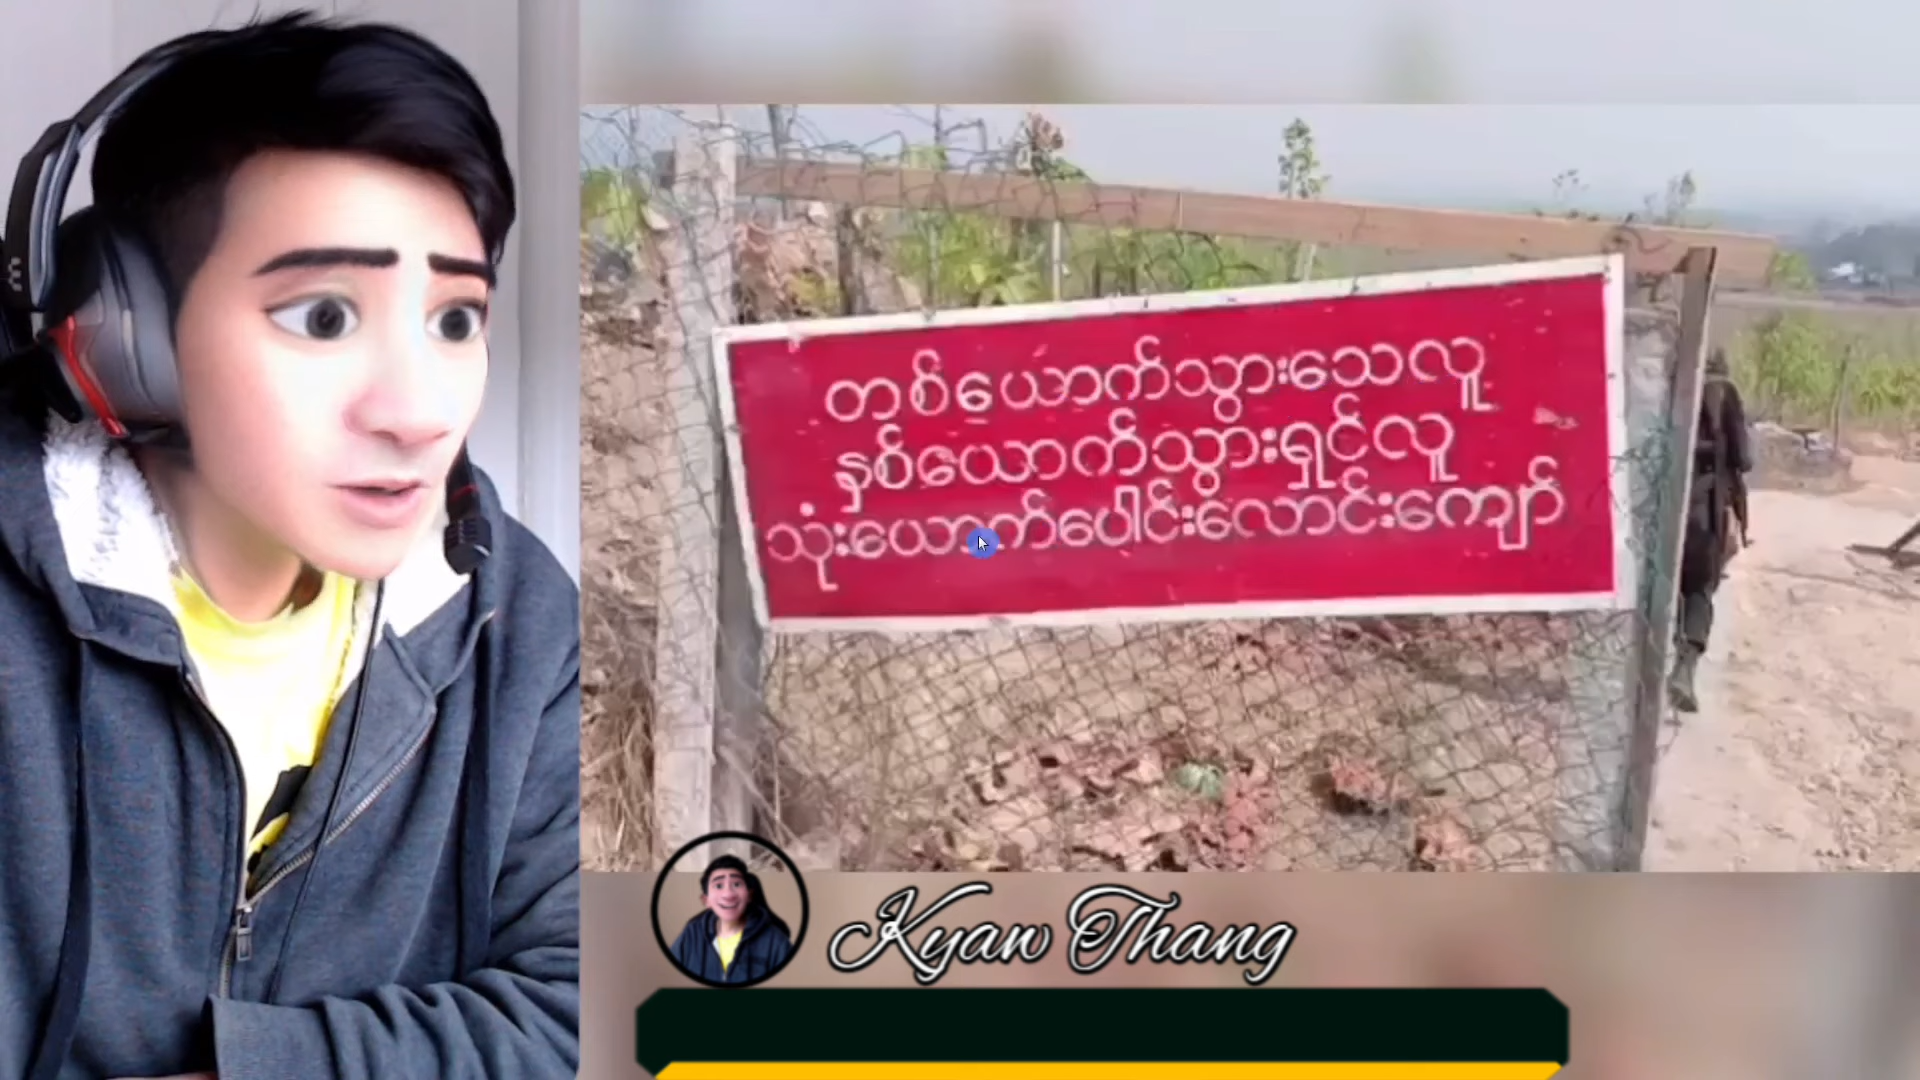 တစ်ယောက်သွားသေလူ
နှစ်ယောက်သွားရှင်လူ
သုံးယောက်ပေါင်းလောင်းကျော်
Kyaw Thang